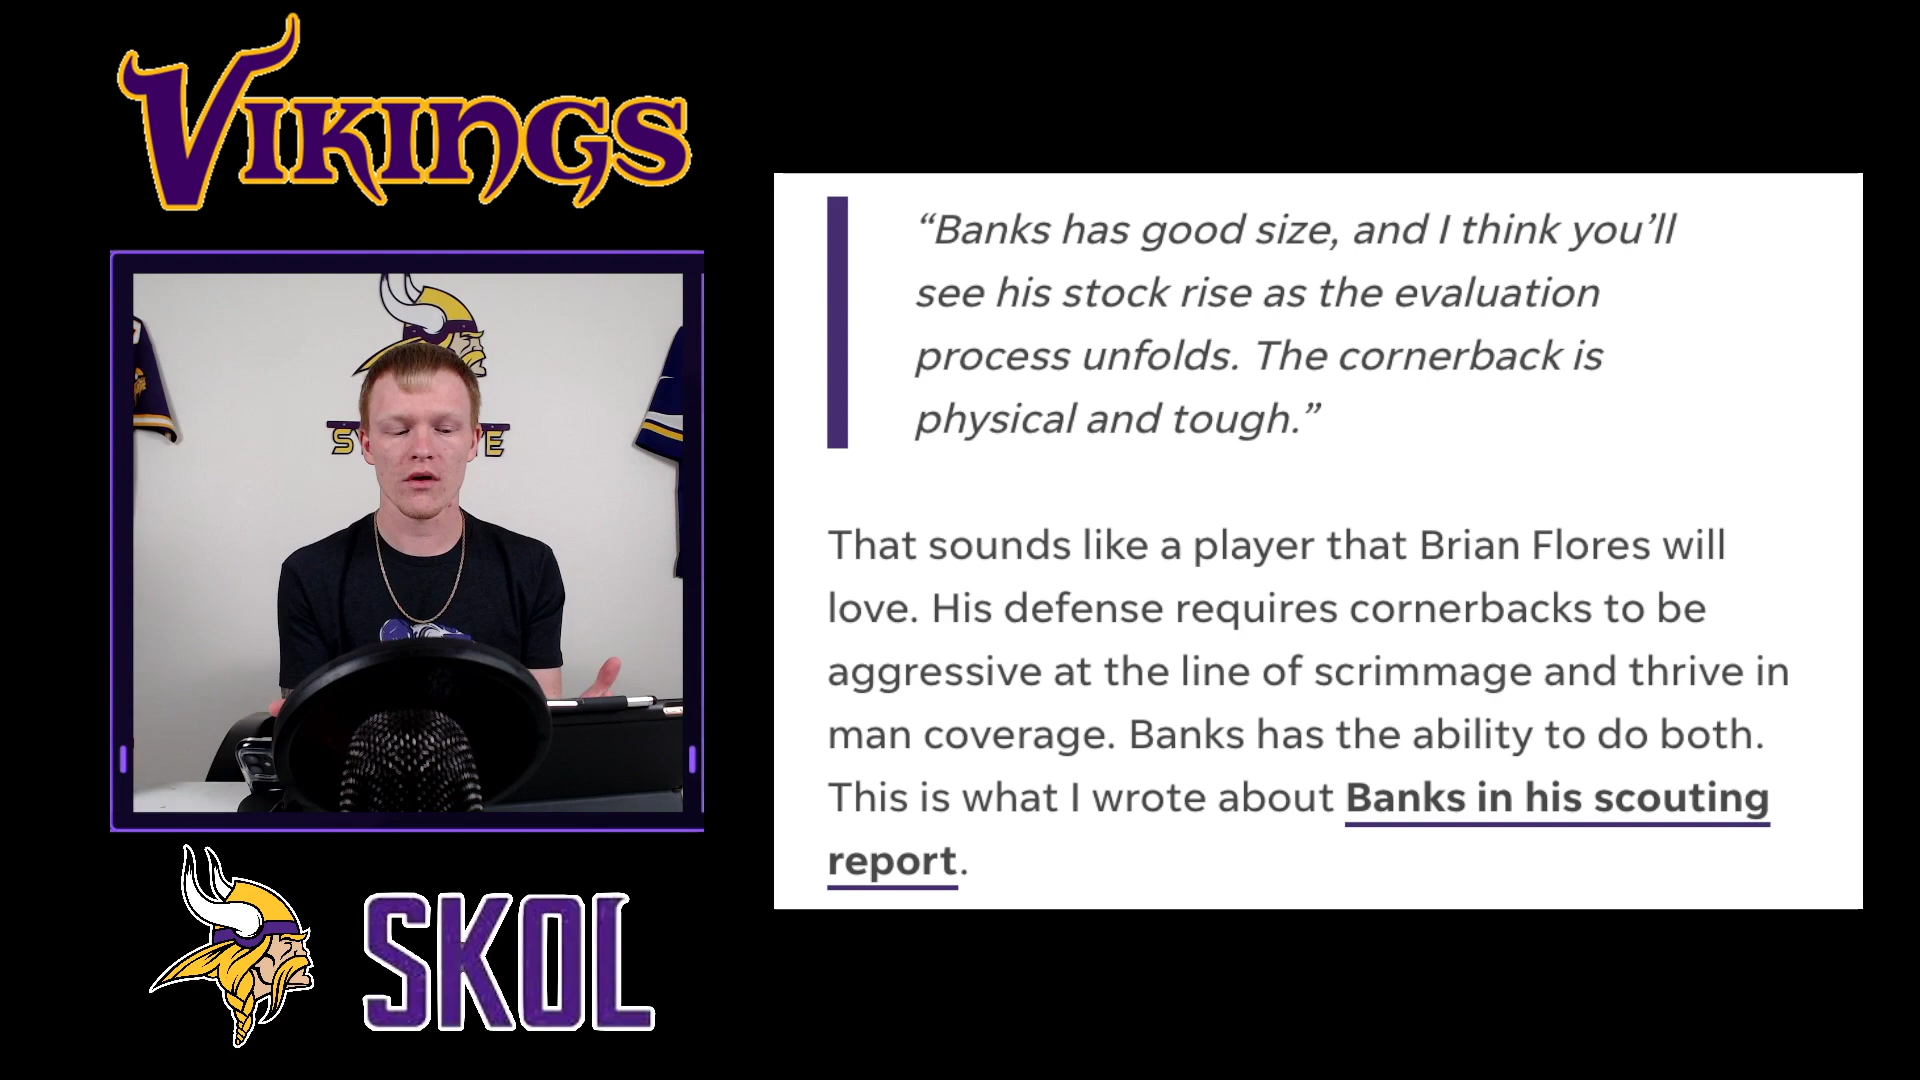 VIKINGS
“Banks has good size, and I think you’ll
see his stock rise as the evaluation
process unfolds. The cornerback is
physical and tough.”
That sounds like a player that Brian Flores will
love. His defense requires cornerbacks to be
aggressive at the line of scrimmage and thrive in
man coverage. Banks has the ability to do both.
This is what I wrote about Banks in his scouting
report.
SKOL